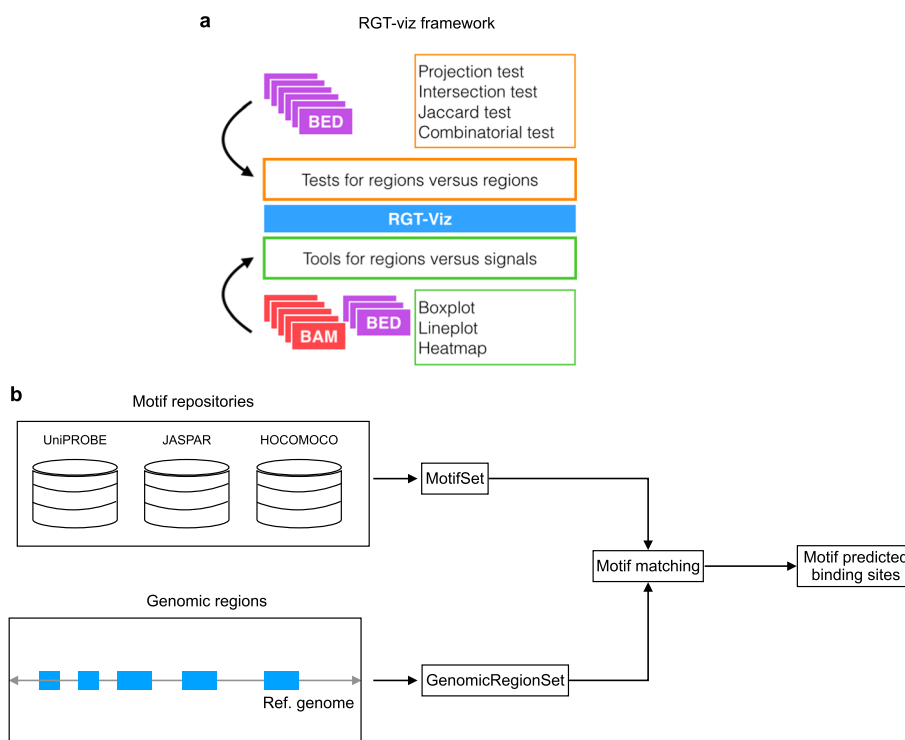 a
RGT-viz framework
BED
Projection test
Intersection test
Jaccard test
Combinatorial test
Tests for regions versus regions
RGT-Viz
Tools for regions versus signals
BAM
BED
Boxplot
Lineplot
Heatmap
b
Motif repositories
UniPROBE
JASPAR
HOCOMOCO
MotifSet
Motif matching
Motif predicted
binding sites
Genomic regions
Ref. genome
GenomicRegionSet